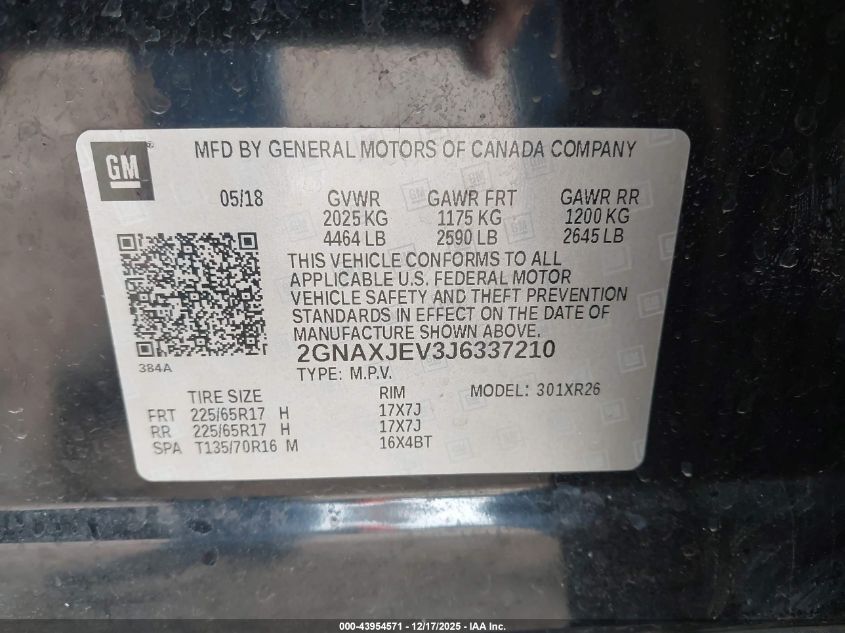 GM
MFD BY GENERAL MOTORS OF CANADA COMPANY
05/18 GVWR GAWR FRT GAWR RR
2025 KG 1175 KG 1200 KG
4464 LB 2590 LB 2645 LB
THIS VEHICLE CONFORMS TO ALL
APPLICABLE U.S. FEDERAL MOTOR
VEHICLE SAFETY AND THEFT PREVENTION
STANDARDS IN EFFECT ON THE DATE OF
MANUFACTURE SHOWN ABOVE.
2GNAXJEV3J6337210
384A
TYPE: M.P.V.
TIRE SIZE RIM MODEL: 301XR26
FRT 225/65R17 H 17X7J
RR 225/65R17 H 17X7J
SPA T135/70R16 M 16X4BT
000-43954571 - 12/17/2025 - IAA Inc.